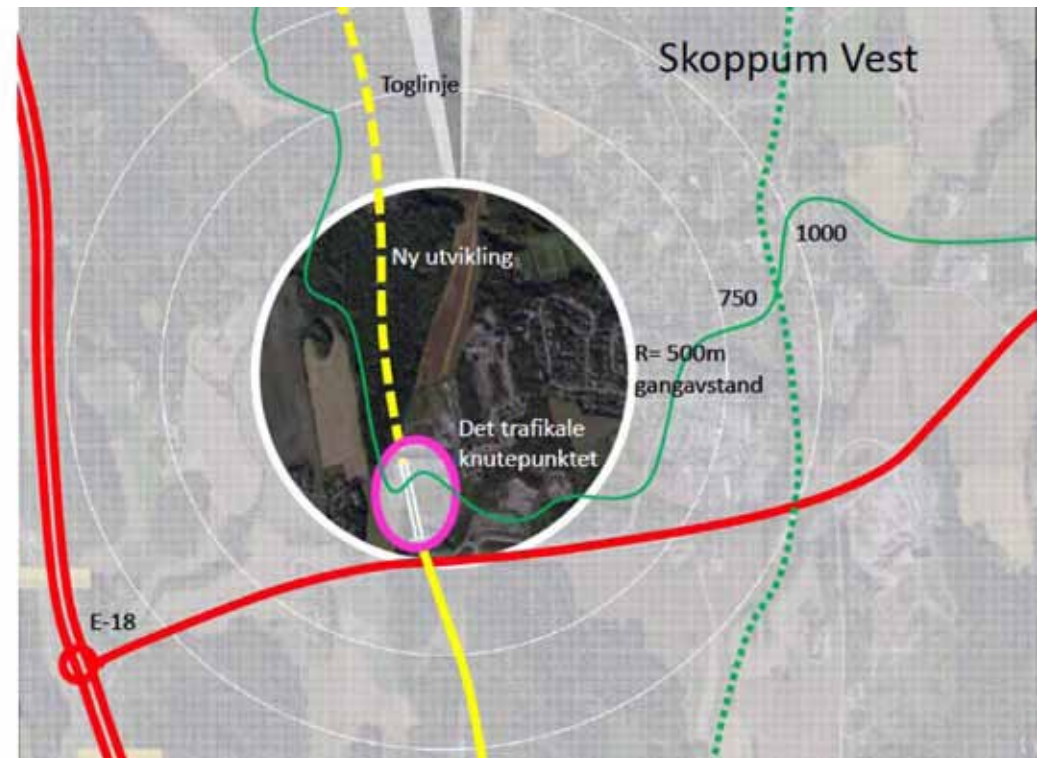 Skoppum Vest
Toglinje
Ny utvikling
1000
750
R= 500m
gangavstand
Det trafikale
knutepunktet
E-18